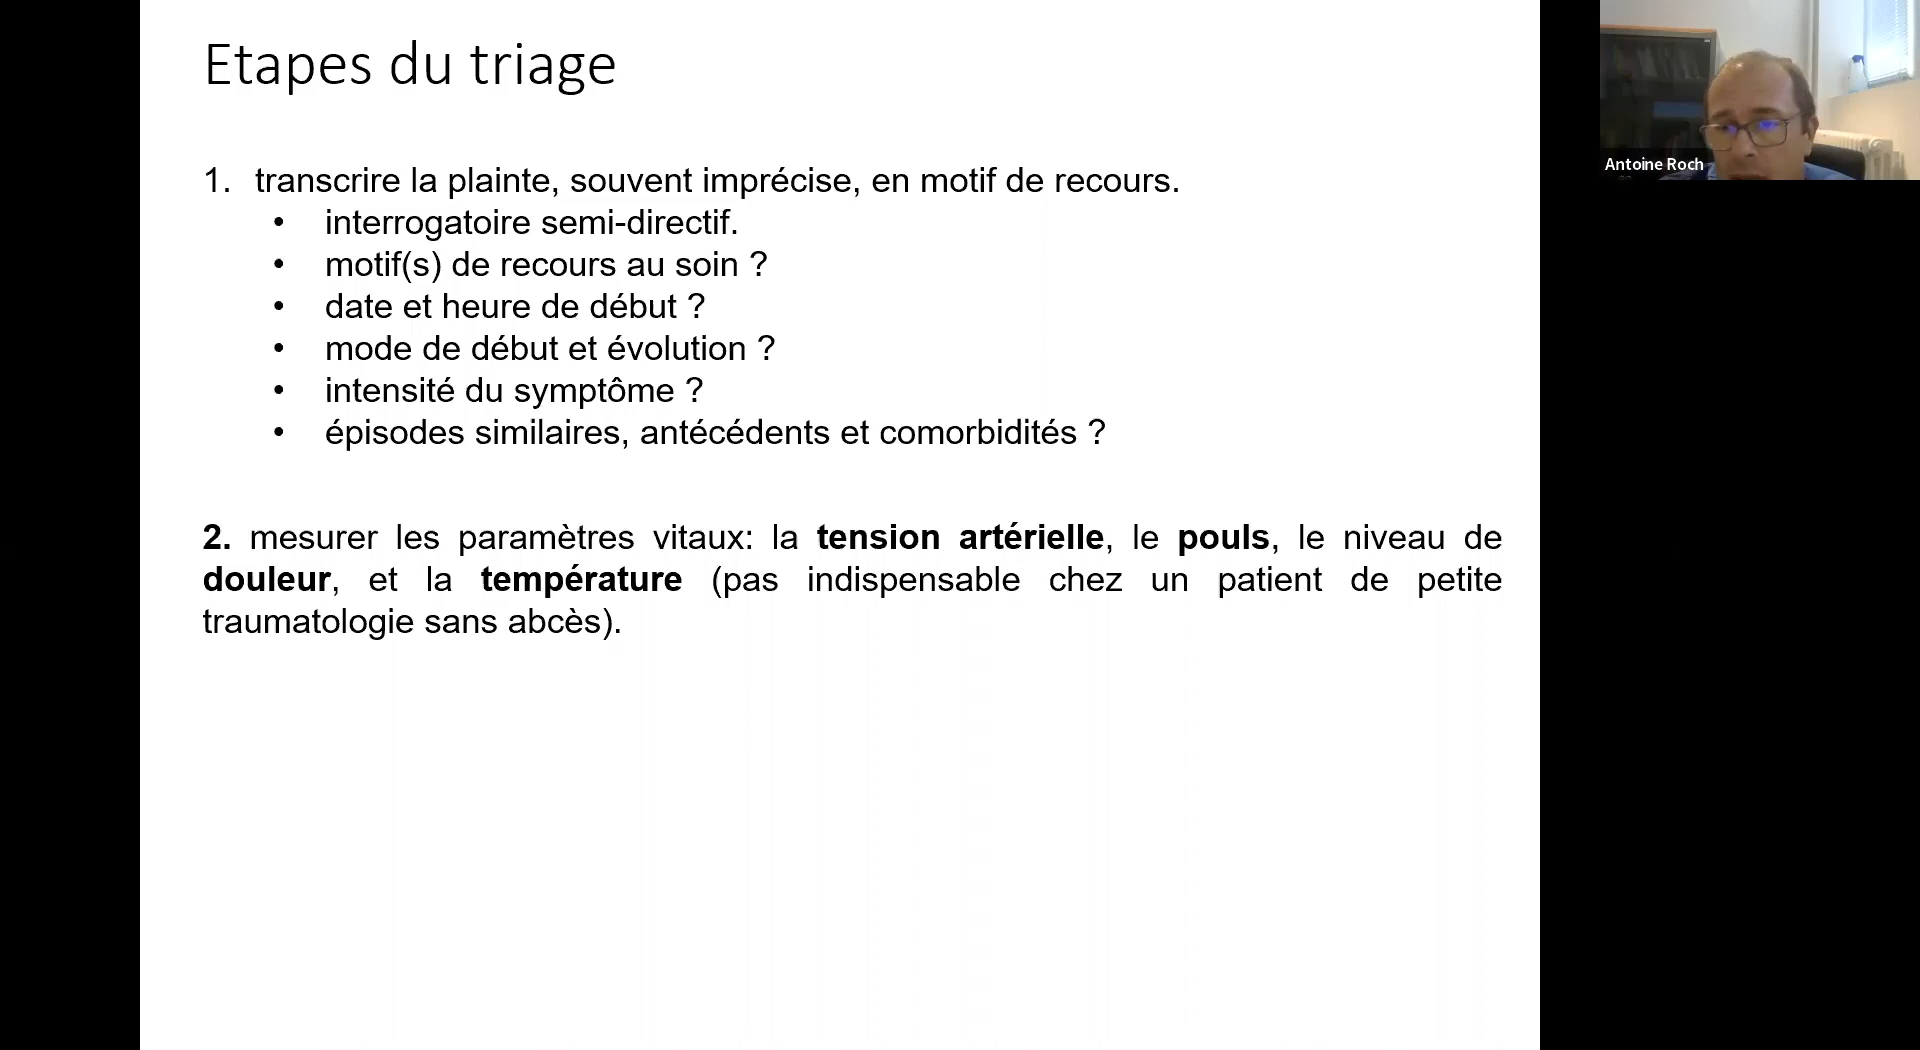 Etapes du triage
1. transcrire la plainte, souvent imprécise, en motif de recours.
• interrogatoire semi-directif.
• motif(s) de recours au soin ?
• date et heure de début ?
• mode de début et évolution ?
• intensité du symptôme ?
• épisodes similaires, antécédents et comorbidités ?
2. mesurer les paramètres vitaux: la tension artérielle, le pouls, le niveau de
douleur, et la température (pas indispensable chez un patient de petite
traumatologie sans abcès).
Antoine Roch